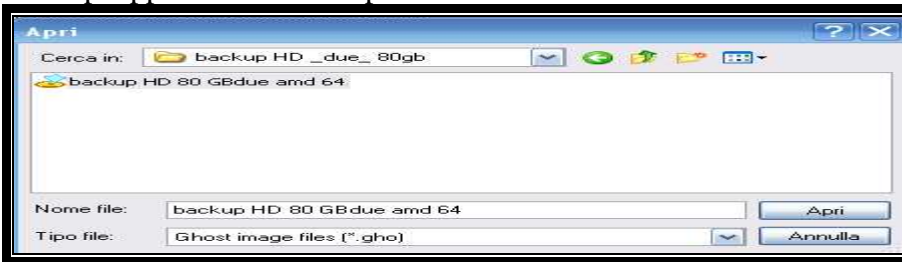 Apri
Cerca in: backup HD _due_ 80gb
backup HD 80 GBdue amd 64
Nome file: backup HD 80 GBdue amd 64 Apri
Tipo file: Ghost image files (*.gho) Annulla